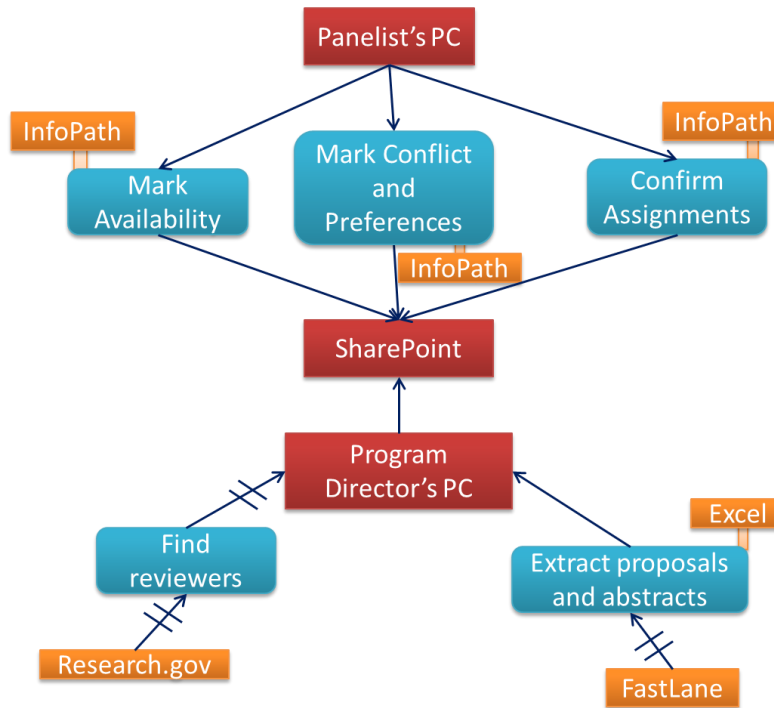 Panelist's PC
InfoPath
Mark
Availability
Mark Conflict
and
Preferences
InfoPath
InfoPath
Confirm
Assignments
SharePoint
Program
Director's PC
Find
reviewers
Research.gov
Excel
Extract proposals
and abstracts
FastLane